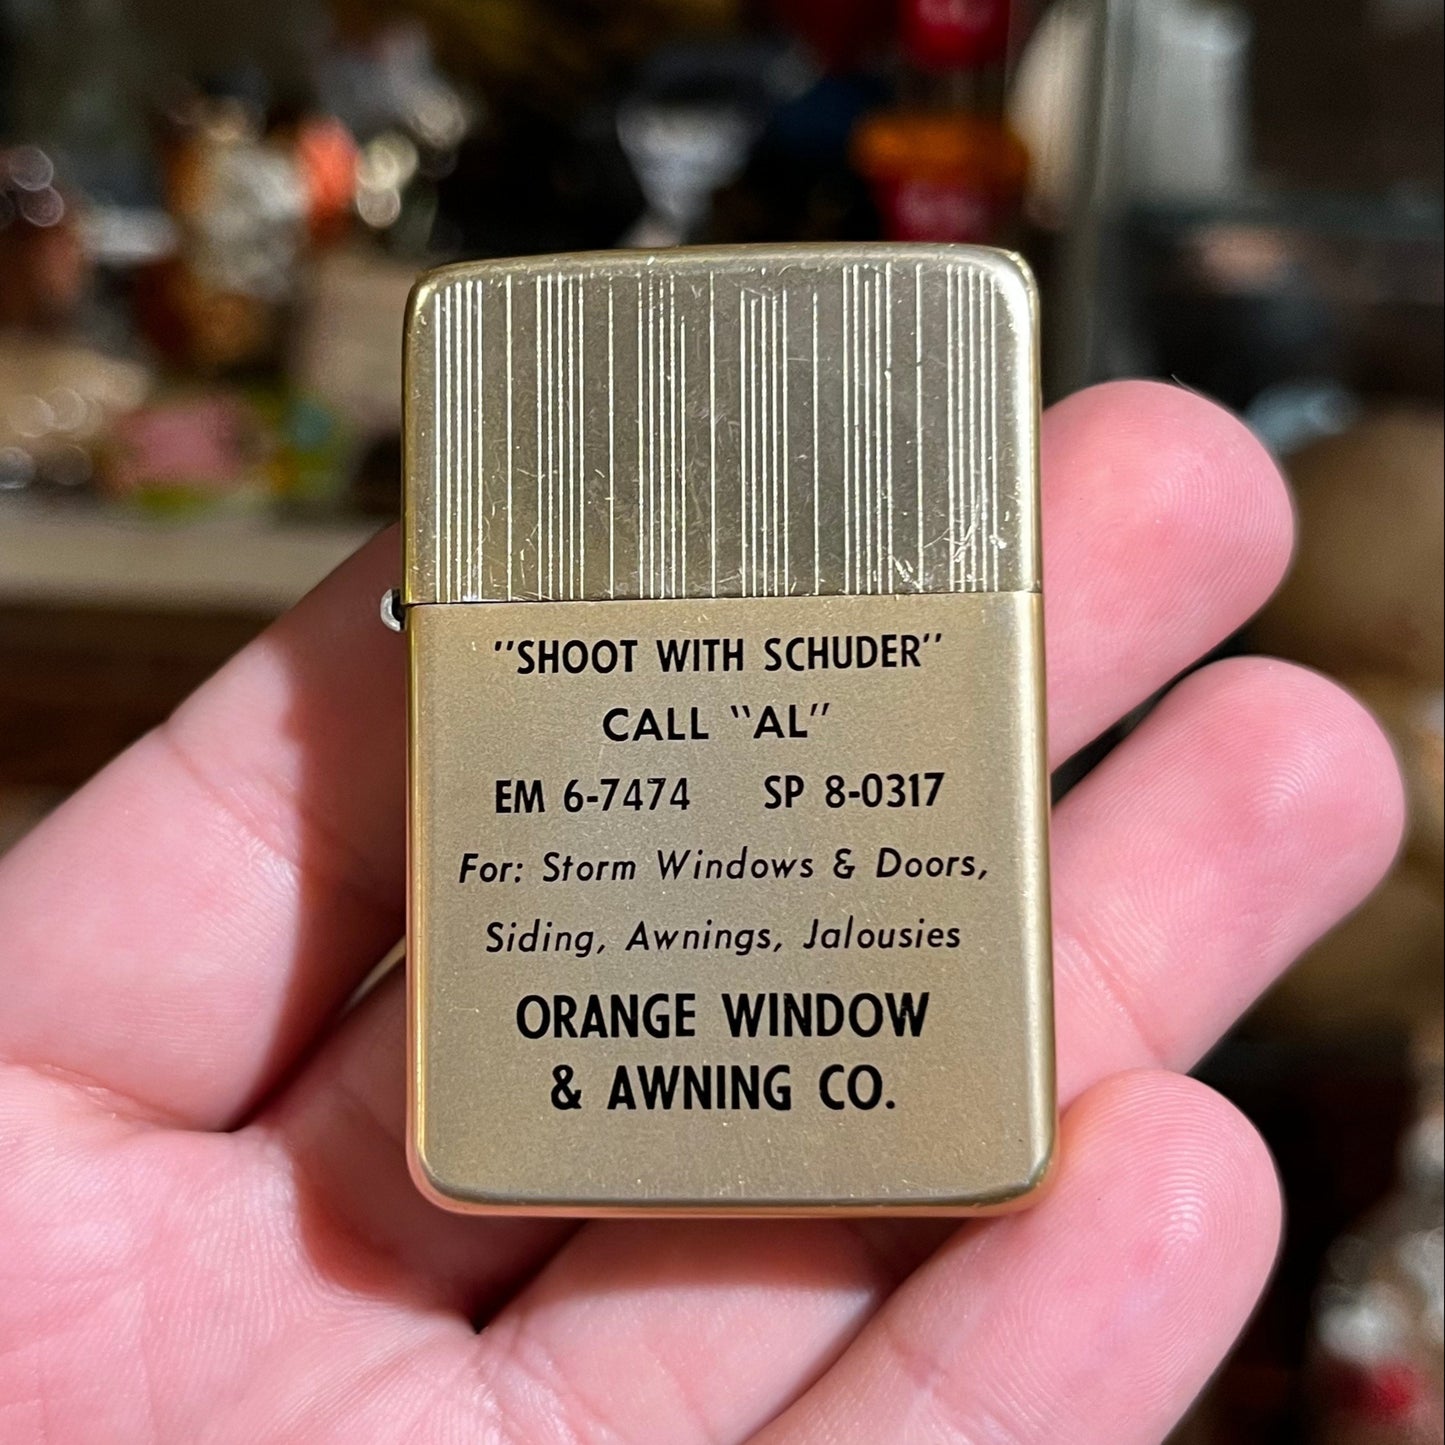 "SHOOT WITH SCHUDER"
CALL "AL"
EM 6-7474 SP 8-0317
For: Storm Windows & Doors,
Siding, Awnings, Jalousies
ORANGE WINDOW
& AWNING CO.